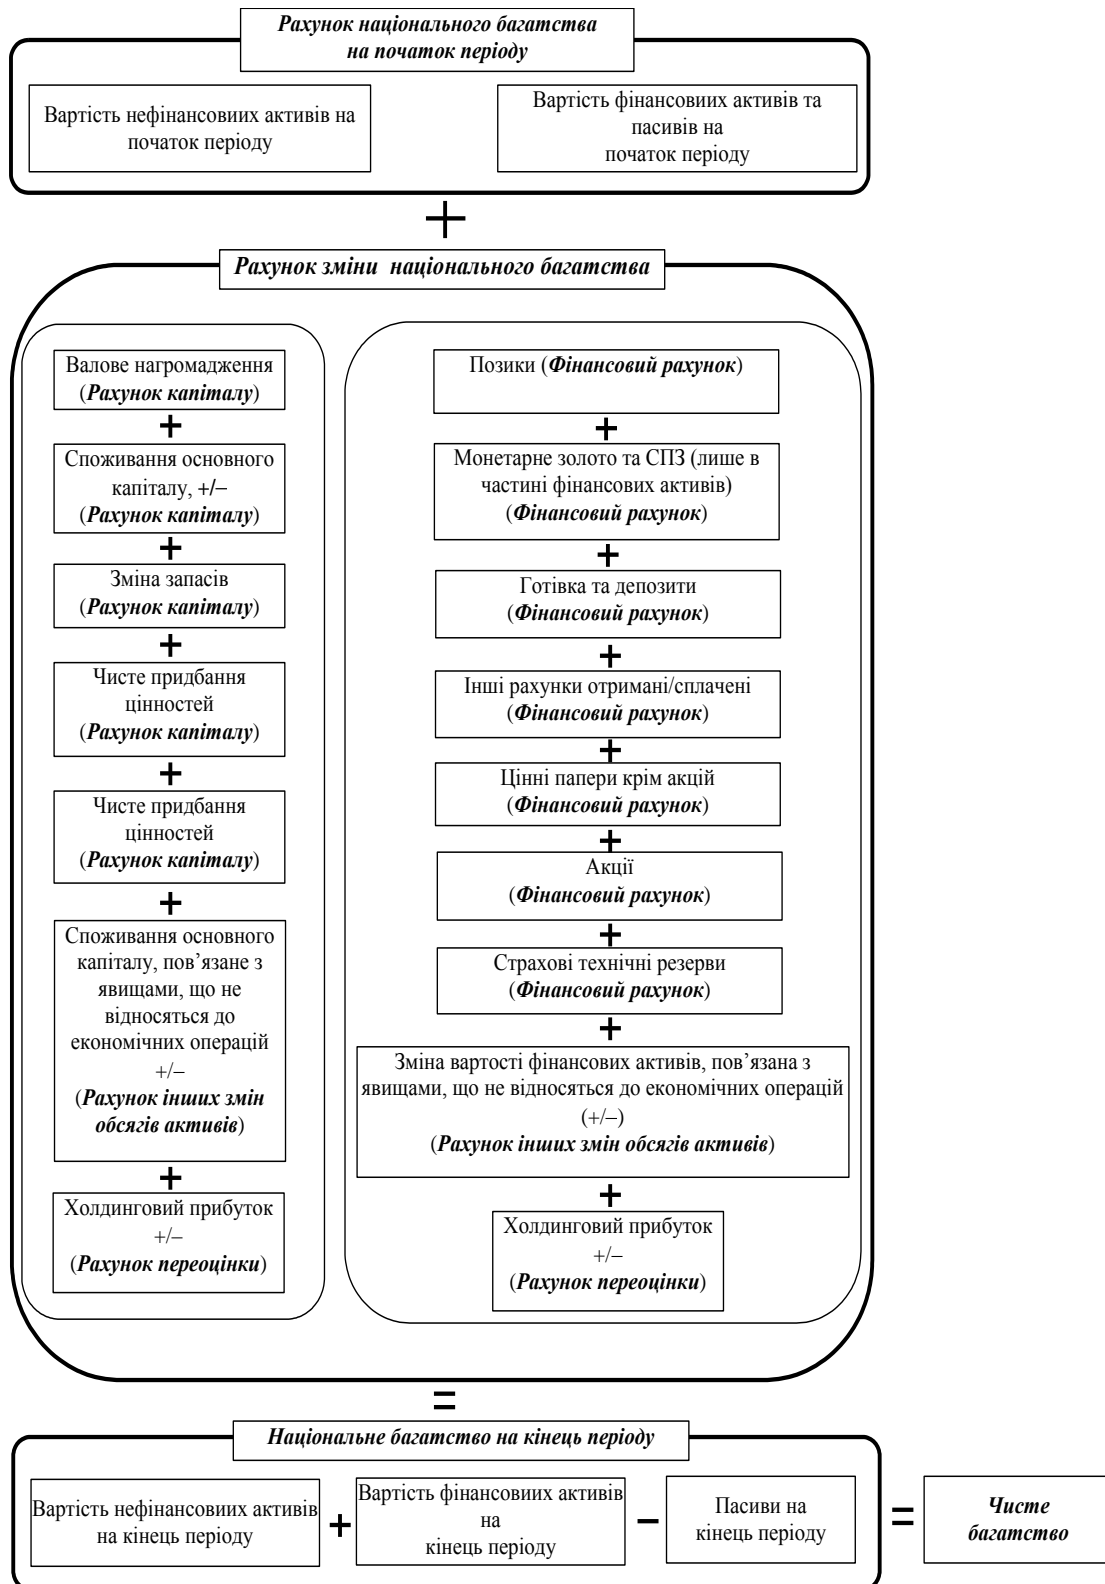 Рахунок національного багатства
на початок періоду
Вартість нефінансовиих активів на
початок періоду
Вартість фінансовиих активів та
пасивів на
початок періоду
+
Рахунок зміни національного багатства
Валове нагромадження
(Рахунок капіталу)
+
Споживання основного
капіталу, +/–
(Рахунок капіталу)
+
Зміна запасів
(Рахунок капіталу)
+
Чисте придбання
цінностей
(Рахунок капіталу)
+
Чисте придбання
цінностей
(Рахунок капіталу)
+
Споживання основного
капіталу, пов’язане з
явищами, що не
відносяться до
економічних операцій
+/–
(Рахунок інших змін
обсягів активів)
+
Холдинговий прибуток
+/–
(Рахунок переоцінки)
Позики (Фінансовий рахунок)
+
Монетарне золото та СПЗ (лише в
частині фінансових активів)
(Фінансовий рахунок)
+
Готівка та депозити
(Фінансовий рахунок)
+
Інші рахунки отримані/сплачені
(Фінансовий рахунок)
+
Цінні папери крім акцій
(Фінансовий рахунок)
+
Акції
(Фінансовий рахунок)
+
Страхові технічні резерви
(Фінансовий рахунок)
+
Зміна вартості фінансових активів, пов’язана з
явищами, що не відносяться до економічних операцій
(+/–)
(Рахунок інших змін обсягів активів)
+
Холдинговий прибуток
+/–
(Рахунок переоцінки)
=
Національне багатство на кінець періоду
Вартість нефінансовиих активів
на кінець періоду
+
Вартість фінансовиих активів
на
кінець періоду
–
Пасиви на
кінець періоду
=
Чисте
багатство